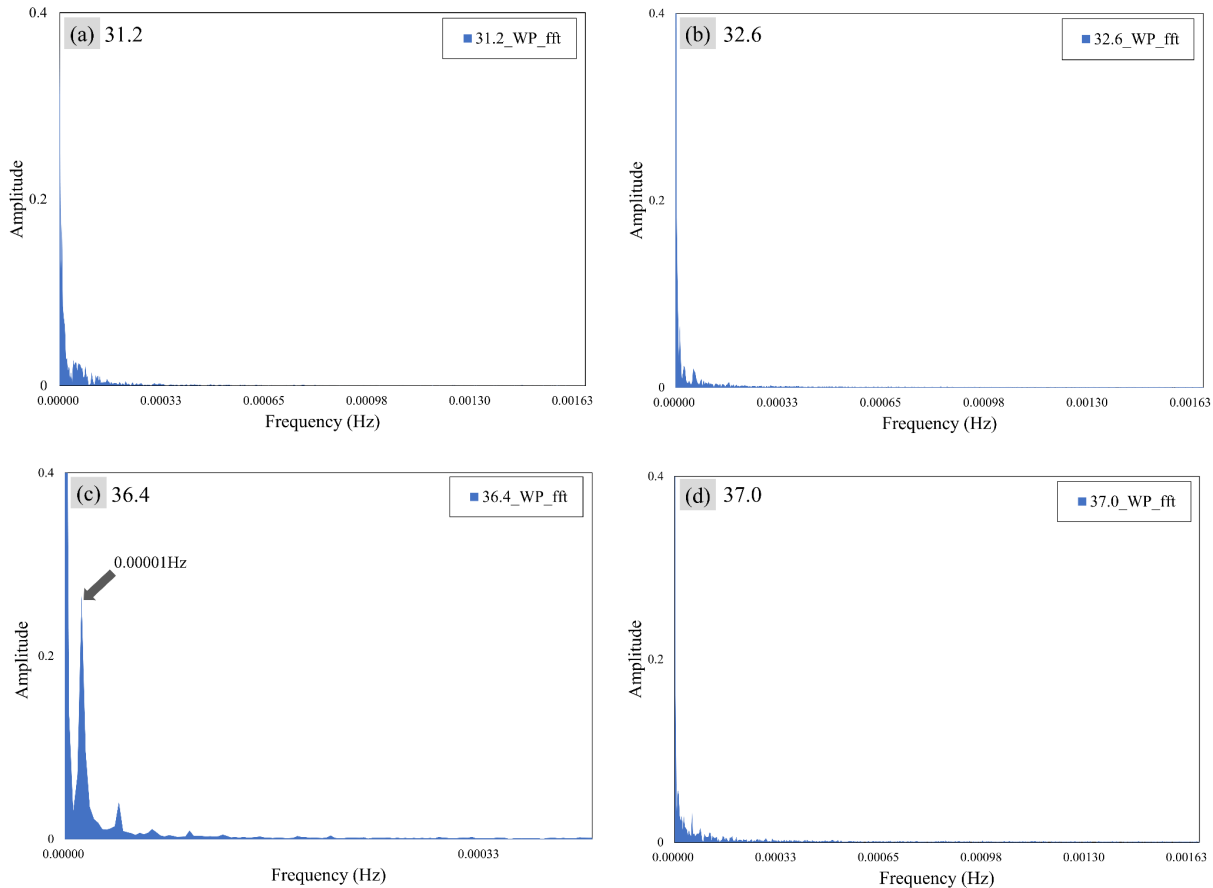 (a) 31.2
31.2_WP_fft
0.4
0.2
0
Amplitude
0.00000 0.00033 0.00065 0.00098 0.00130 0.00163
Frequency (Hz)
(b) 32.6
32.6_WP_fft
0.4
0.2
0
Amplitude
0.00000 0.00033 0.00065 0.00098 0.00130 0.00163
Frequency (Hz)
(c) 36.4
36.4_WP_fft
0.00001Hz
0.4
0.2
0
Amplitude
0.00000 0.00033
Frequency (Hz)
(d) 37.0
37.0_WP_fft
0.4
0.2
0
Amplitude
0.00000 0.00033 0.00065 0.00098 0.00130 0.00163
Frequency (Hz)